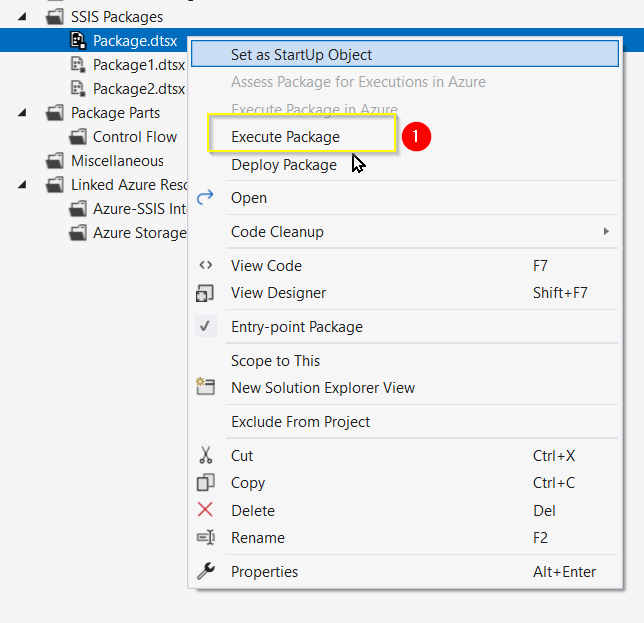 SSIS Packages
Package.dtsx
Package1.dtsx
Package2.dtsx
Package Parts
Control Flow
Miscellaneous
Linked Azure Reso
Azure-SSIS Int
Azure Storage
Set as StartUp Object
Assess Package for Executions in Azure
Execute Package in Azure
Execute Package 1
Deploy Package
Open
Code Cleanup
View Code F7
View Designer Shift+F7
Entry-point Package
Scope to This
New Solution Explorer View
Exclude From Project
Cut Ctrl+X
Copy Ctrl+C
Delete Del
Rename F2
Properties Alt+Enter